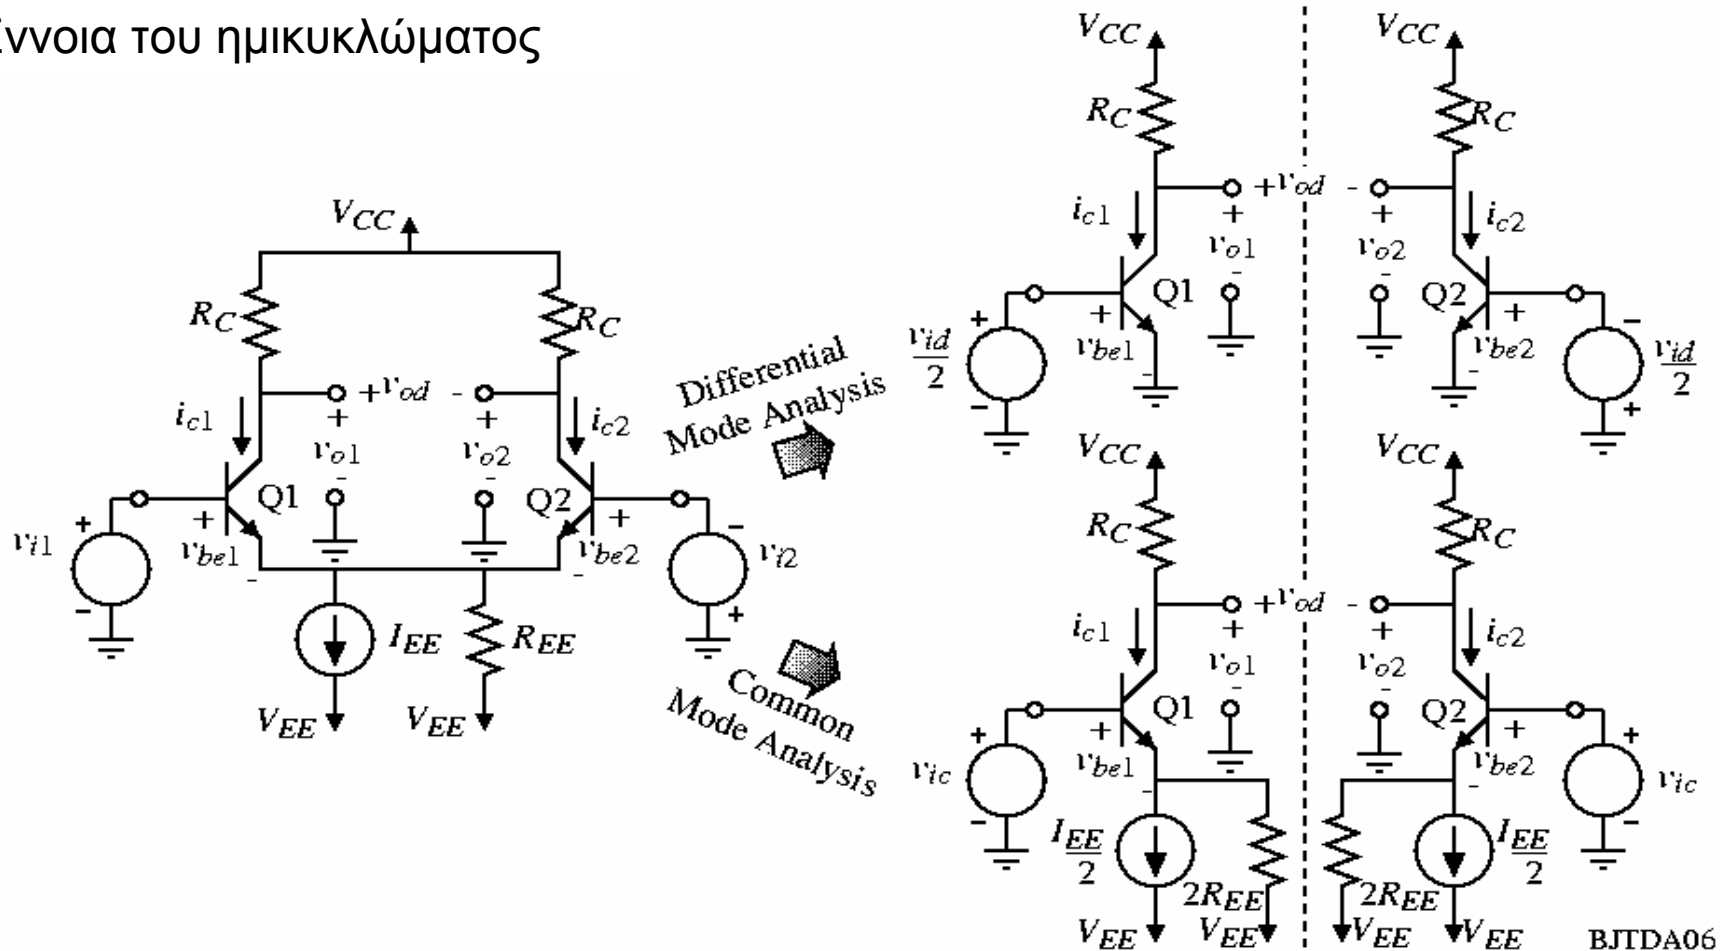 ννοια του ημικυκλώματος
VCC
RC
RC
+vod -
ic1
ic2
+
vo1
-
+
vo2
-
Q1
Q2
+
vbe1
-
+
vbe2
-
+
vi1
-
-
vi2
+
IEE
REE
VEE
VEE
Differential
Mode Analysis
Common
Mode Analysis
VCC
VCC
RC
RC
+vod -
ic1
ic2
+
vo1
-
+
vo2
-
Q1
Q2
+
vid
2
-
+
vbe1
-
+
vbe2
-
-
vid
2
+
VCC
VCC
RC
RC
+vod -
ic1
ic2
+
vo1
-
+
vo2
-
Q1
Q2
+
vic
-
+
vbe1
-
+
vbe2
-
+
vic
-
IEE
2
2REE
2REE
IEE
2
VEE
VEE
VEE
VEE
BJTDA06